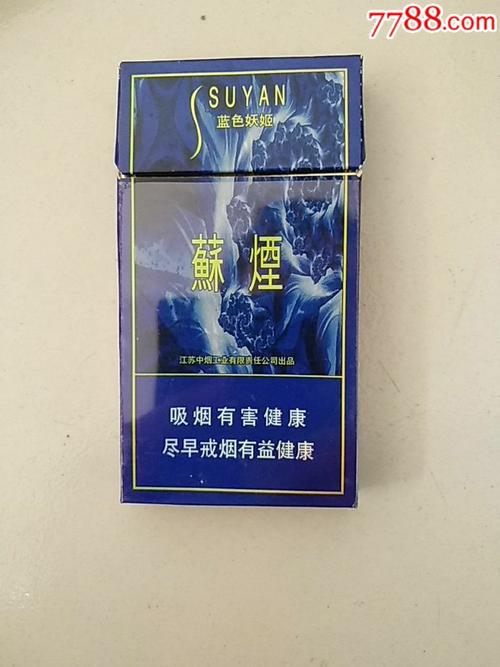 7788.com
SUYAN
蓝色妖姬
蘇煙
江苏中烟工业有限责任公司出品
吸烟有害健康
尽早戒烟有益健康